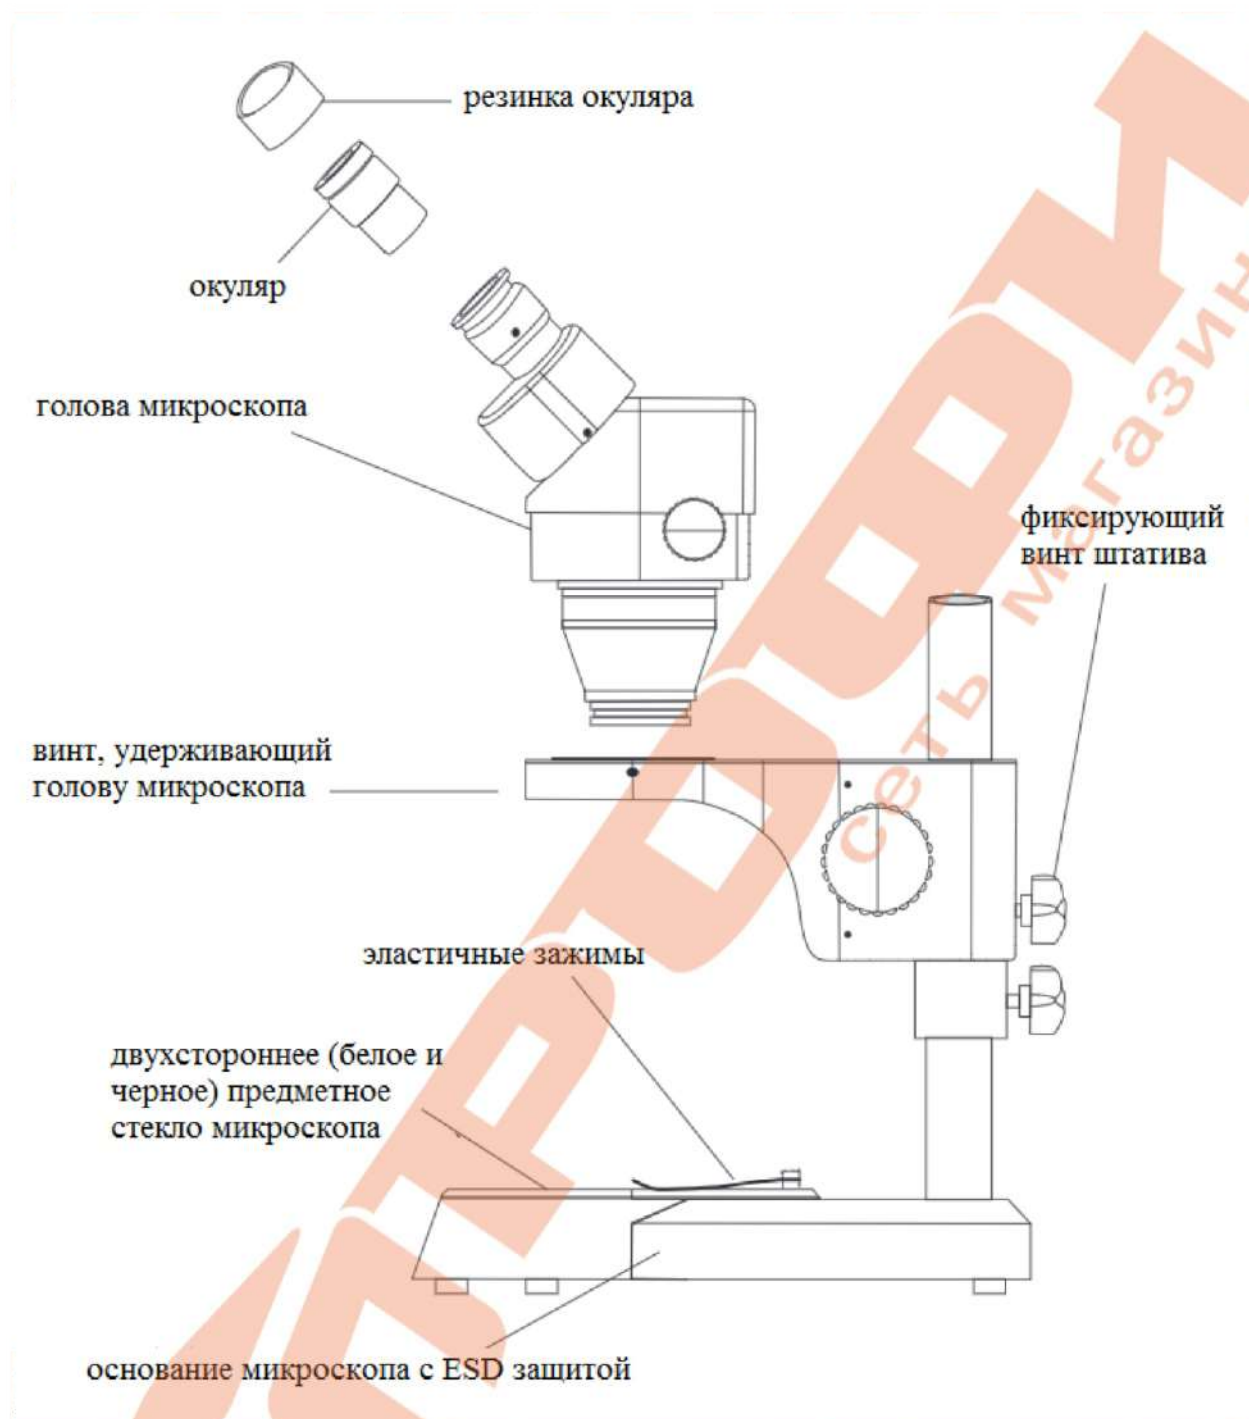 резинка окуляра
окуляр
голова микроскопа
фиксирующий
винт штатива
винт, удерживающий
голову микроскопа
эластичные зажимы
двухстороннее (белое и
черное) предметное
стекло микроскопа
основание микроскопа с ESD защитой
сеть магазин